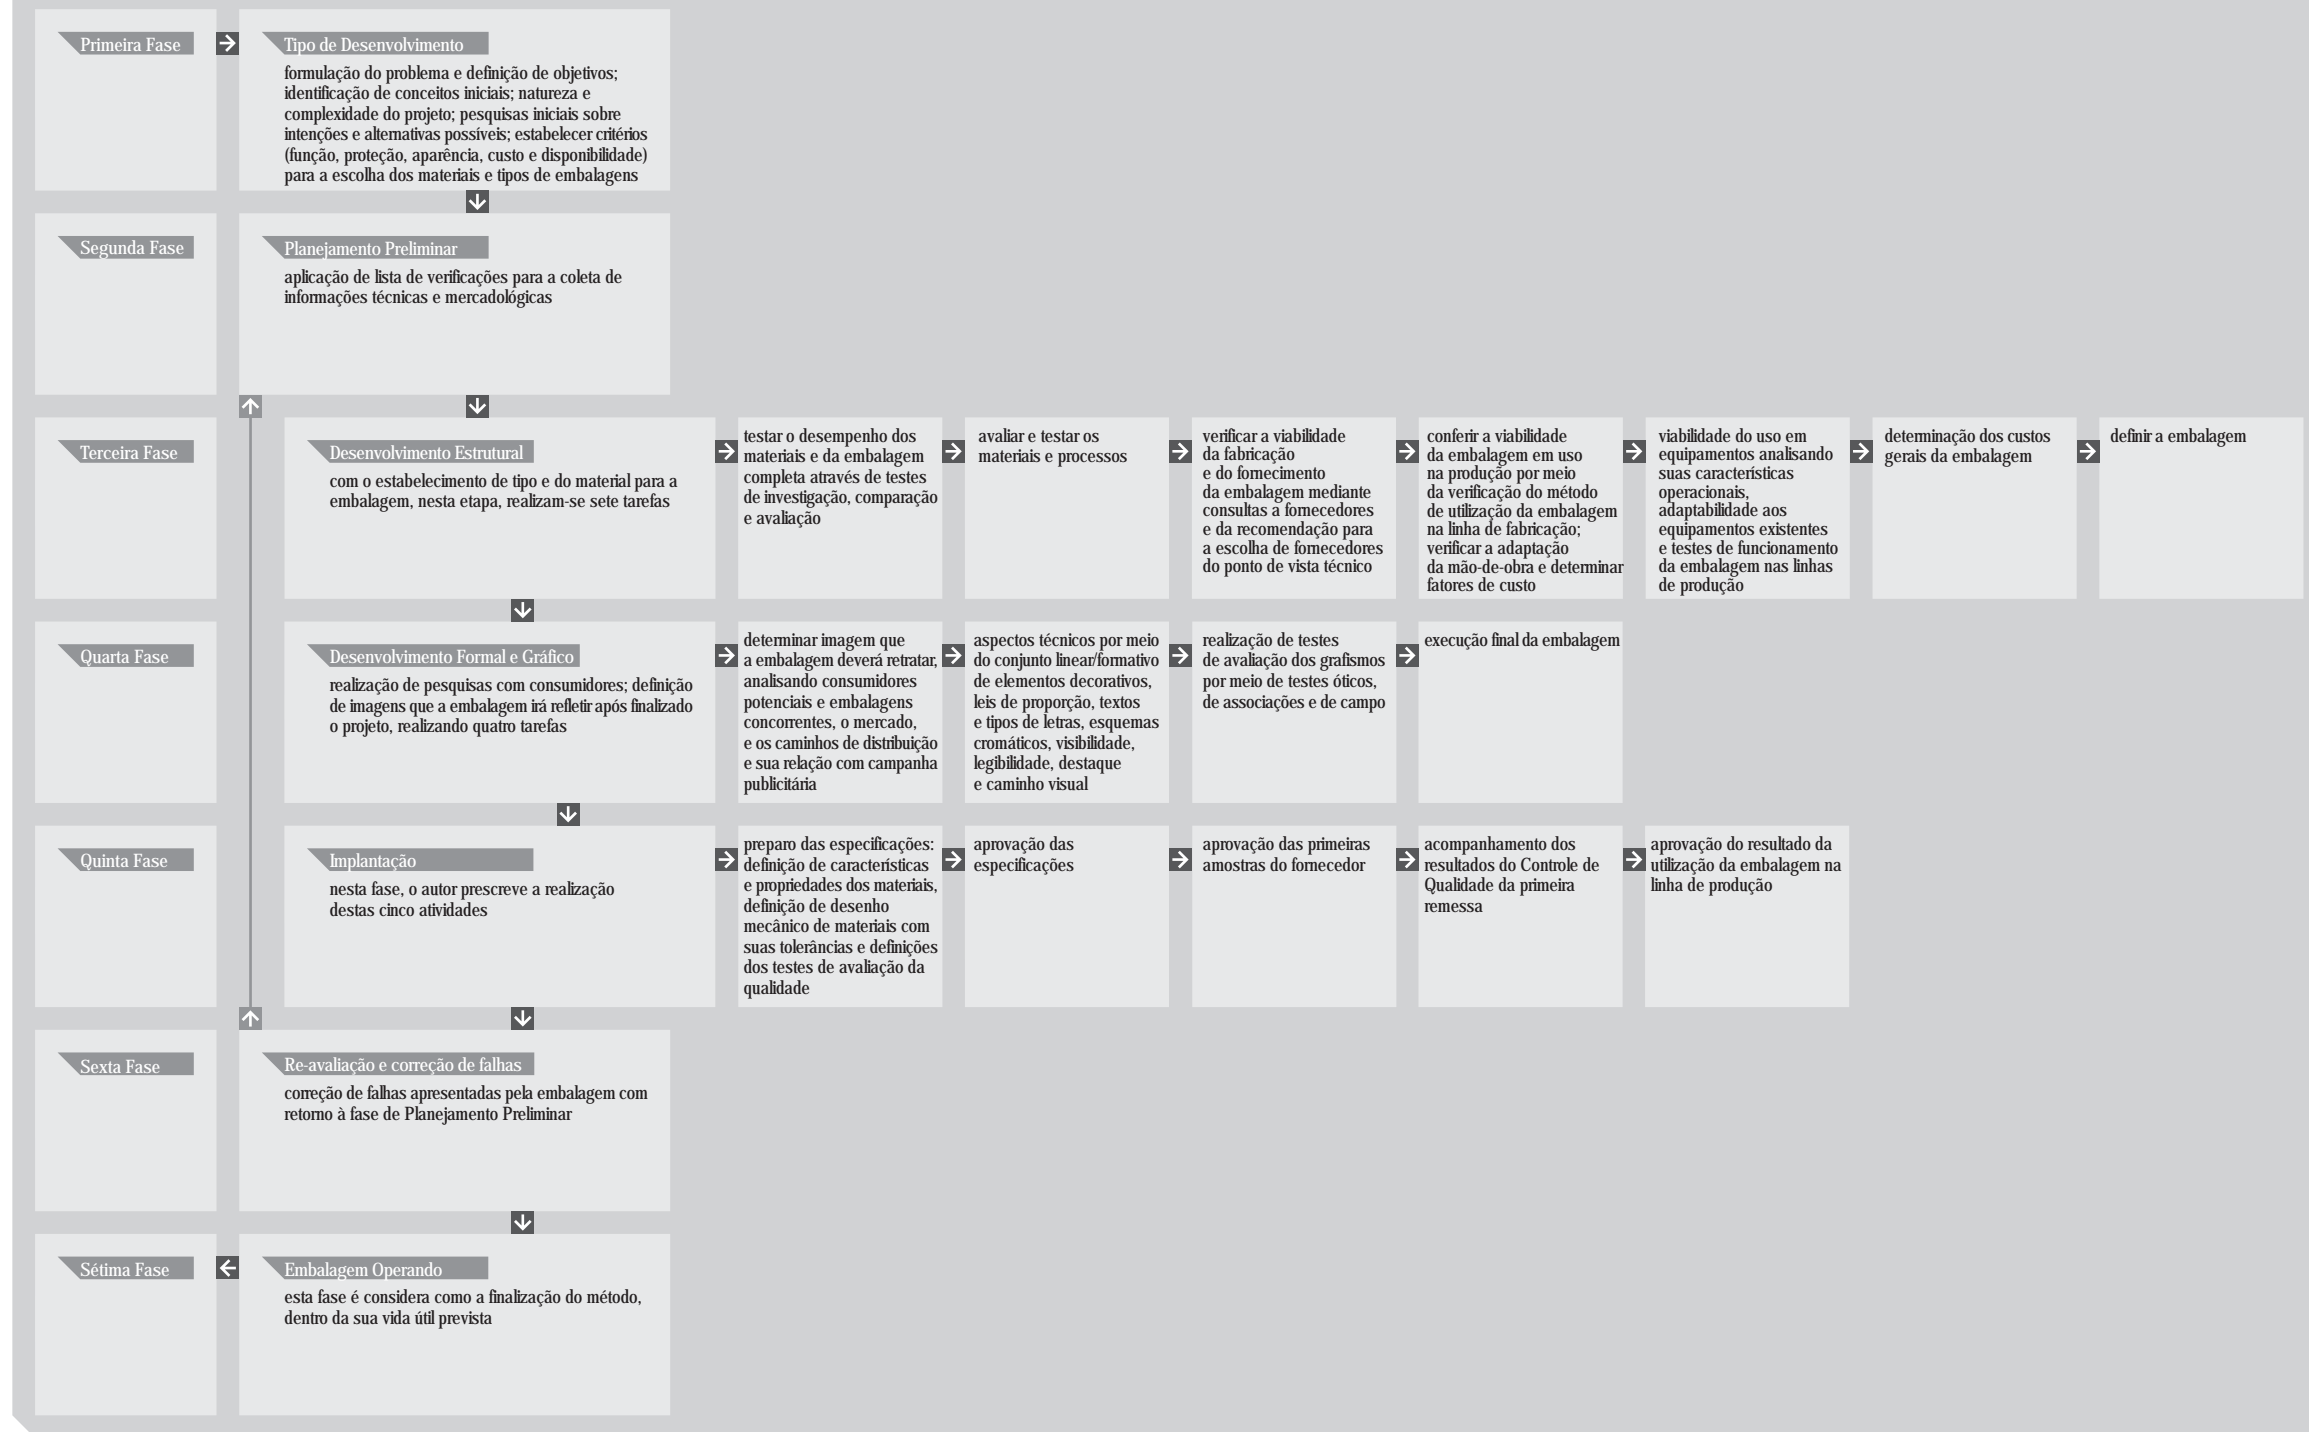 Primeira Fase
Tipo de Desenvolvimento
formulação do problema e definição de objetivos;
identificação de conceitos iniciais; natureza e
complexidade do projeto; pesquisas iniciais sobre
intenções e alternativas possíveis; estabelecer critérios
(função, proteção, aparência, custo e disponibilidade)
para a escolha dos materiais e tipos de embalagens
Segunda Fase
Planejamento Preliminar
aplicação de lista de verificações para a coleta de
informações técnicas e mercadológicas
Terceira Fase
Desenvolvimento Estrutural
com o estabelecimento de tipo e do material para a
embalagem, nesta etapa, realizam-se sete tarefas
testar o desempenho dos
materiais e da embalagem
completa através de testes
de investigação, comparação
e avaliação
avaliar e testar os
materiais e processos
verificar a viabilidade
da fabricação
e do fornecimento
da embalagem mediante
consultas a fornecedores
e da recomendação para
a escolha de fornecedores
do ponto de vista técnico
conferir a viabilidade
da embalagem em uso
na produção por meio
da verificação do método
de utilização da embalagem
na linha de fabricação;
verificar a adaptação
da mão-de-obra e determinar
fatores de custo
viabilidade do uso em
equipamentos analisando
suas características
operacionais,
adaptabilidade aos
equipamentos existentes
e testes de funcionamento
da embalagem nas linhas
de produção
determinação dos custos
gerais da embalagem
definir a embalagem
Quarta Fase
Desenvolvimento Formal e Gráfico
realização de pesquisas com consumidores; definição
de imagens que a embalagem irá refletir após finalizado
o projeto, realizando quatro tarefas
determinar imagem que
a embalagem deverá retratar,
analisando consumidores
potenciais e embalagens
concorrentes, o mercado,
e os caminhos de distribuição
e sua relação com campanha
publicitária
aspectos técnicos por meio
do conjunto linear/formativo
de elementos decorativos,
leis de proporção, textos
e tipos de letras, esquemas
cromáticos, visibilidade,
legibilidade, destaque
e caminho visual
realização de testes
de avaliação dos grafismos
por meio de testes óticos,
de associações e de campo
execução final da embalagem
Quinta Fase
Implantação
nesta fase, o autor prescreve a realização
destas cinco atividades
preparo das especificações:
definição de características
e propriedades dos materiais,
definição de desenho
mecânico de materiais com
suas tolerâncias e definições
dos testes de avaliação da
qualidade
aprovação das
especificações
aprovação das primeiras
amostras do fornecedor
acompanhamento dos
resultados do Controle de
Qualidade da primeira
remessa
aprovação do resultado da
utilização da embalagem na
linha de produção
Sexta Fase
Re-avaliação e correção de falhas
correção de falhas apresentadas pela embalagem com
retorno à fase de Planejamento Preliminar
Sétima Fase
Embalagem Operando
esta fase é considera como a finalização do método,
dentro da sua vida útil prevista